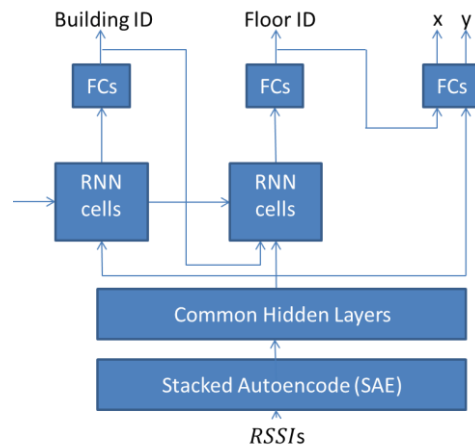 Building ID Floor ID x y
FCs FCs FCs
RNN cells RNN cells
Common Hidden Layers
Stacked Autoencode (SAE)
RSSIs